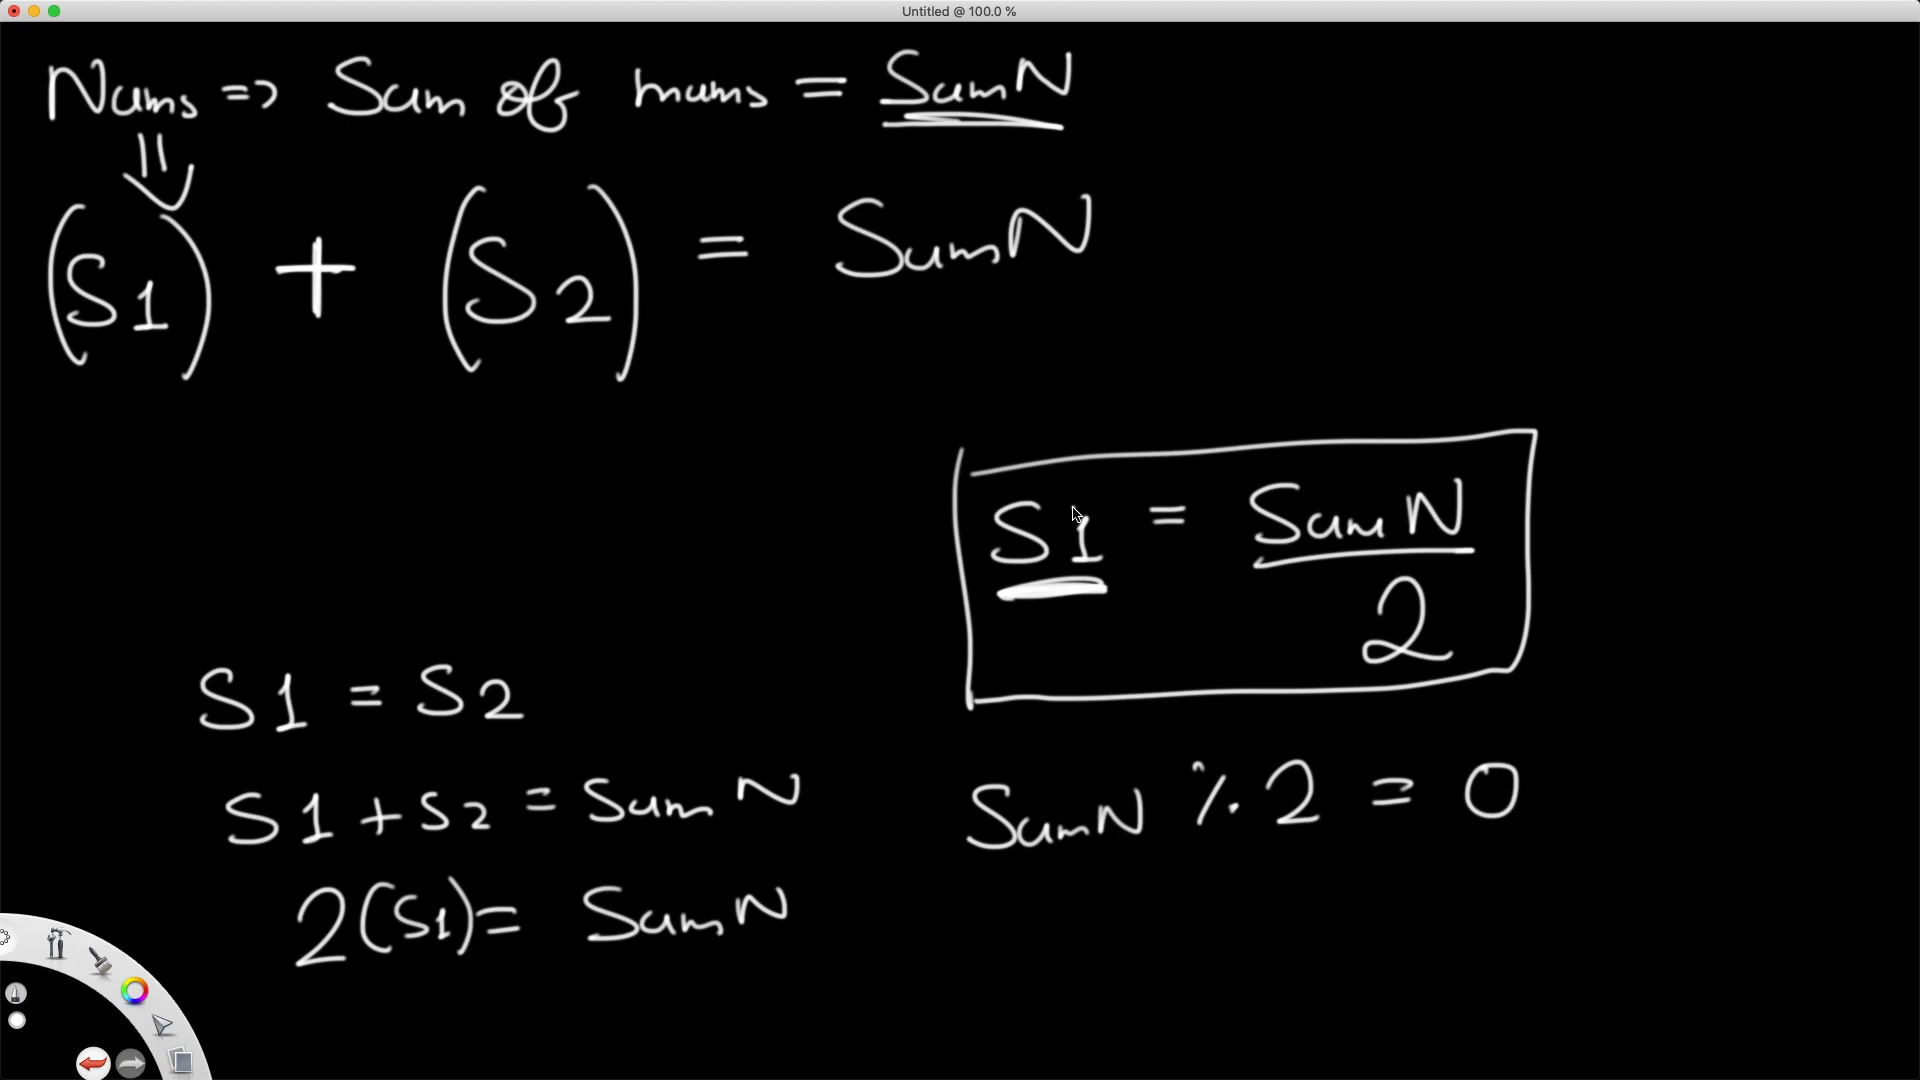 Untitled @ 100.0 %
Nums => Sum of nums = SumN
(S1) + (S2) = SumN
S1 = SumN / 2
S1 = S2
S1 + S2 = SumN
2(S1) = SumN
SumN % 2 = 0